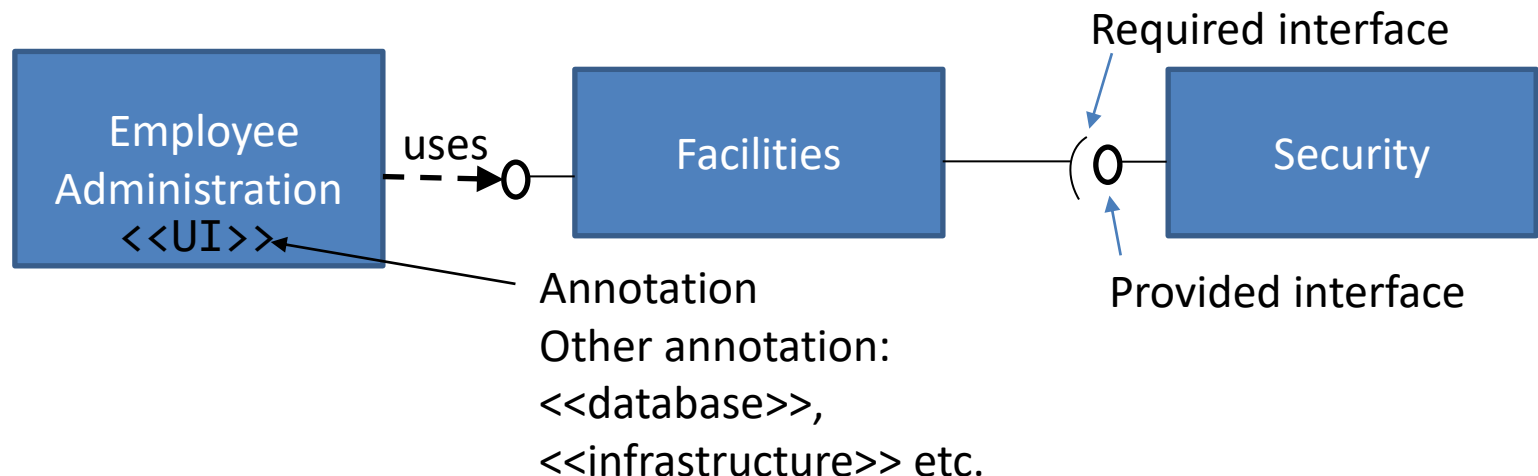 Required interface
Employee
Administration
<<UI>>
uses
Facilities
Security
Annotation
Other annotation:
<<database>>,
<<infrastructure>> etc.
Provided interface